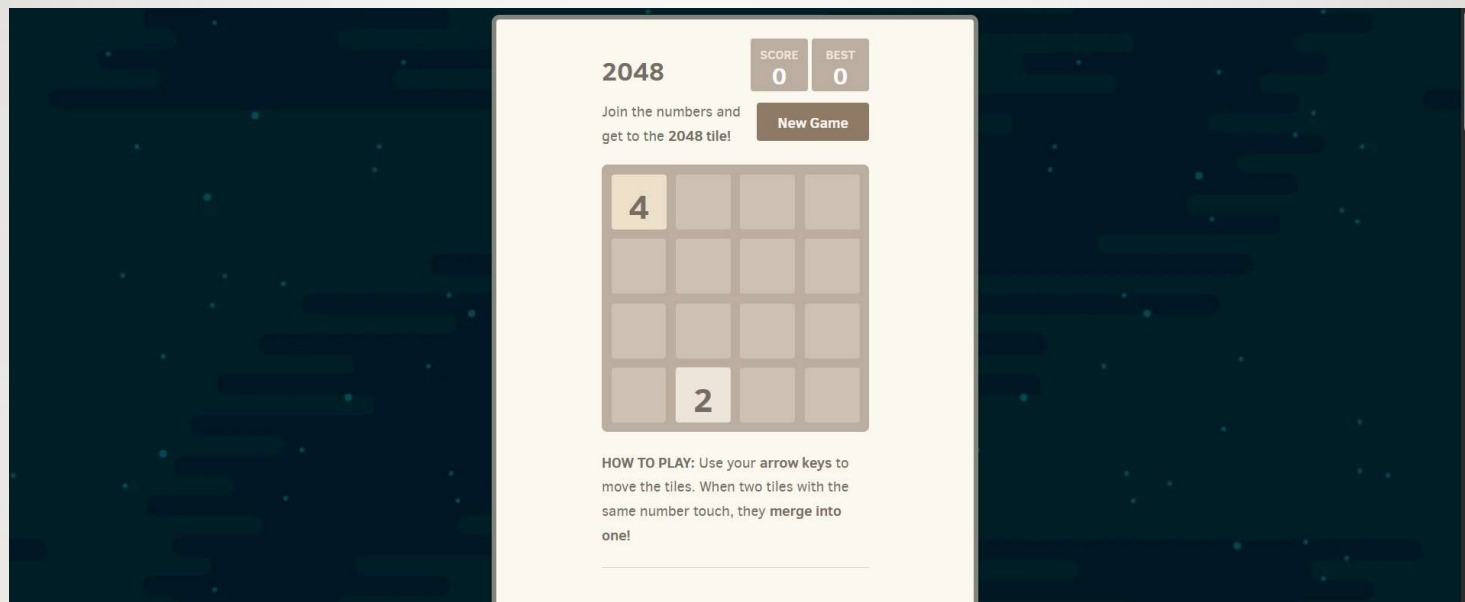 2048
SCORE
0
BEST
0
Join the numbers and
get to the 2048 tile!
New Game
4
2
HOW TO PLAY: Use your arrow keys to
move the tiles. When two tiles with the
same number touch, they merge into
one!